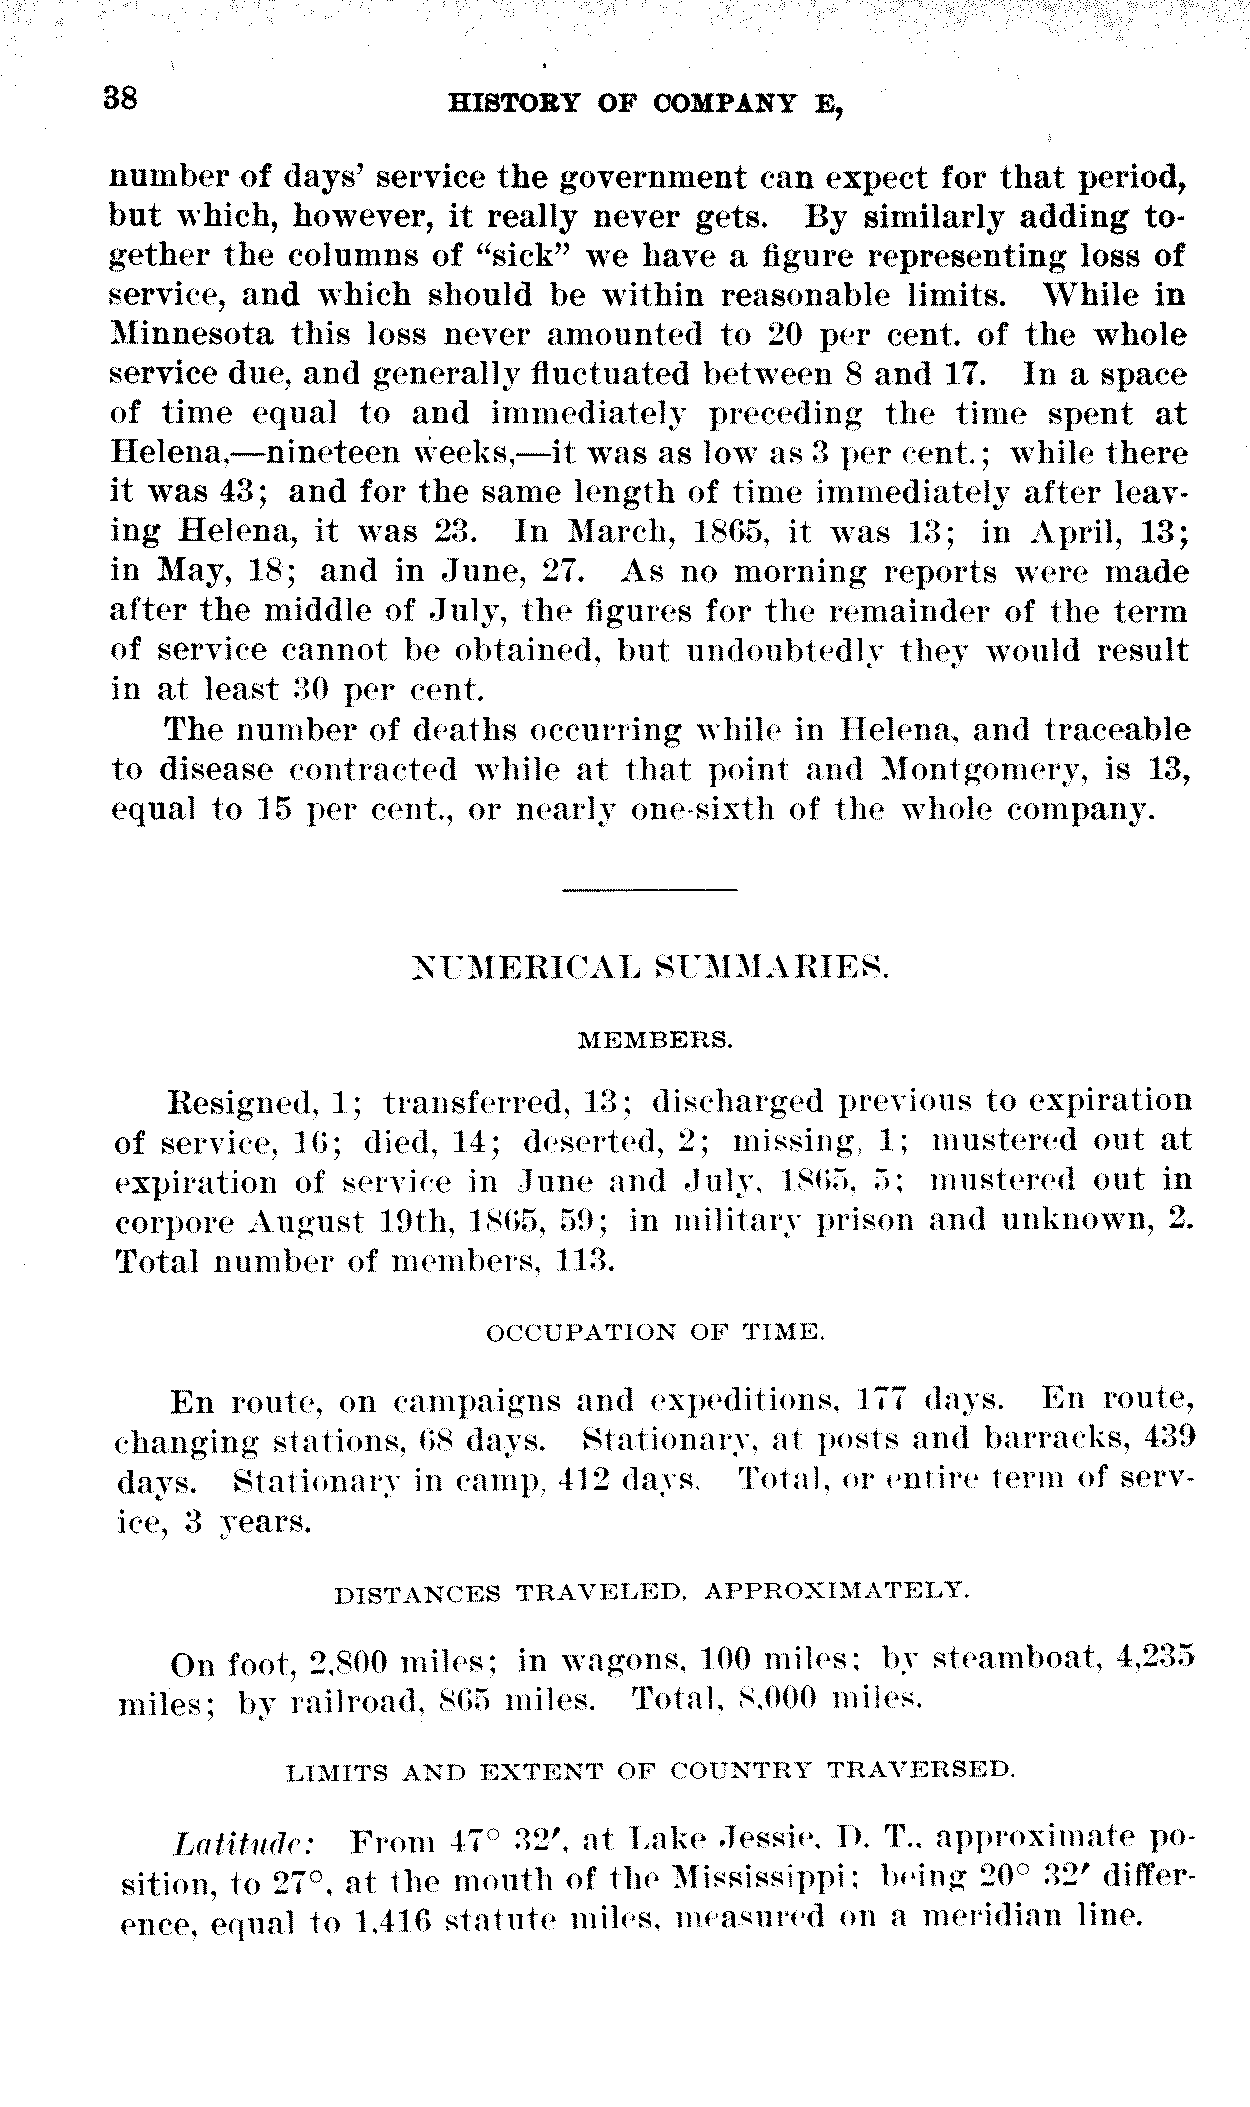 38 HISTORY OF COMPANY E,
number of days' service the government can expect for that period,
but which, however, it really never gets. By similarly adding to-
gether the columns of "sick" we have a figure representing loss of
service, and which should be within reasonable limits. While in
Minnesota this loss never amounted to 20 per cent. of the whole
service due, and generally fluctuated between 8 and 17. In a space
of time equal to and immediately preceding the time spent at
Helena,—nineteen weeks,—it was as low as 3 per cent.; while there
it was 43; and for the same length of time immediately after leav-
ing Helena, it was 23. In March, 1865, it was 13; in April, 13;
in May, 18; and in June, 27. As no morning reports were made
after the middle of July, the figures for the remainder of the term
of service cannot be obtained, but undoubtedly they would result
in at least 30 per cent.
The number of deaths occurring while in Helena, and traceable
to disease contracted while at that point and Montgomery, is 13,
equal to 15 per cent., or nearly one-sixth of the whole company.
NUMERICAL SUMMARIES.
MEMBERS.
Resigned, 1; transferred, 13; discharged previous to expiration
of service, 16; died, 14; deserted, 2; missing, 1; mustered out at
expiration of service in June and July, 1865, 5; mustered out in
corpore August 19th, 1865, 59; in military prison and unknown, 2.
Total number of members, 113.
OCCUPATION OF TIME.
En route, on campaigns and expeditions, 177 days. En route,
changing stations, 68 days. Stationary, at posts and barracks, 439
days. Stationary in camp, 412 days. Total, or entire term of serv-
ice, 3 years.
DISTANCES TRAVELED, APPROXIMATELY.
On foot, 2,800 miles; in wagons, 100 miles; by steamboat, 4,235
miles; by railroad, 865 miles. Total, 8,000 miles.
LIMITS AND EXTENT OF COUNTRY TRAVERSED.
Latitude: From 47° 32', at Lake Jessie, D. T., approximate po-
sition, to 27°, at the mouth of the Mississippi; being 20° 32' differ-
ence, equal to 1,416 statute miles, measured on a meridian line.